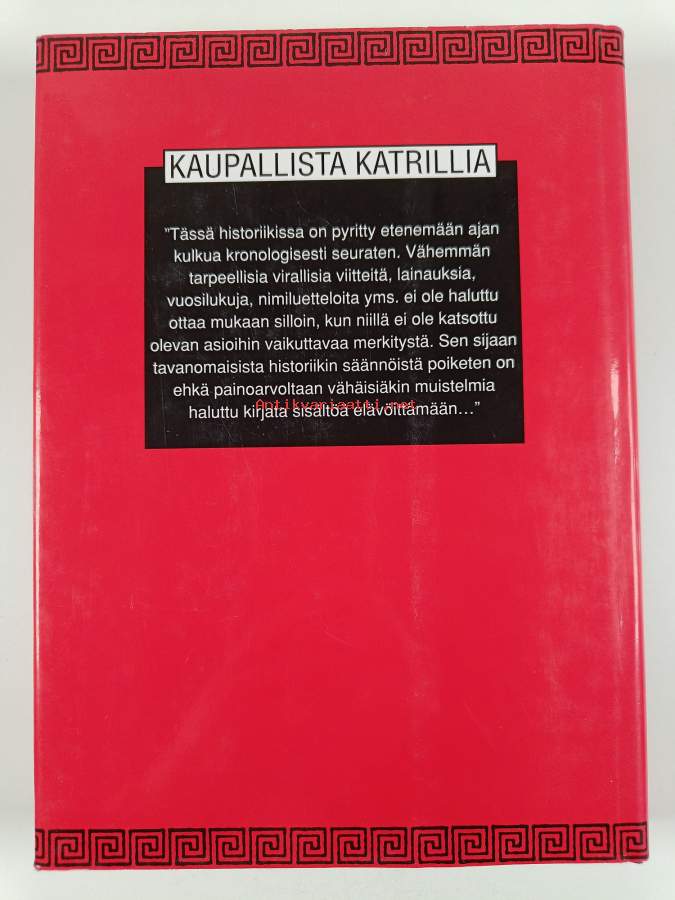 KAUPALLISTA KATRILLIA
"Tässä historiikissa on pyritty etenemään ajan
kulkua kronologisesti seuraten. Vähemmän
tarpeellisia virallisia viitteitä, lainauksia,
vuosilukuja, nimiluetteloita yms. ei ole haluttu
ottaa mukaan silloin, kun niillä ei ole katsottu
olevan asioihin vaikuttavaa merkitystä. Sen sijaan
tavanomaisista historiikin säännöistä poiketen on
ehkä painoarvoltaan vähäisiäkin muistelmia
haluttu kirjata sisältöä elävöittämään..."
Antikvariaatti.net